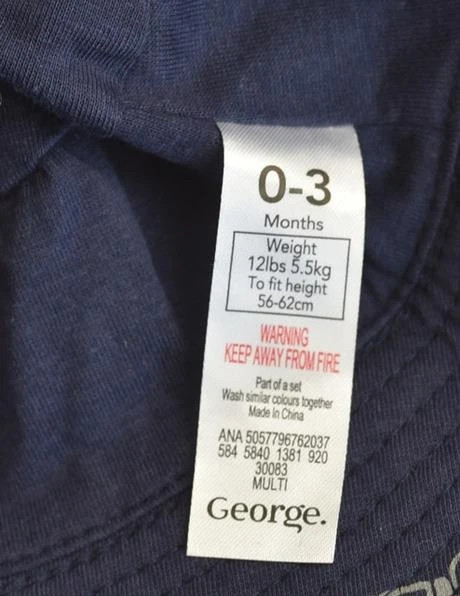 0-3
Months
Weight
12lbs 5.5kg
To fit height
56-62cm
WARNING
KEEP AWAY FROM FIRE
Part of a set
Wash similar colours together
Made In China
ANA 5057796762037
584 5840 1381 920
30083
MULTI
George.